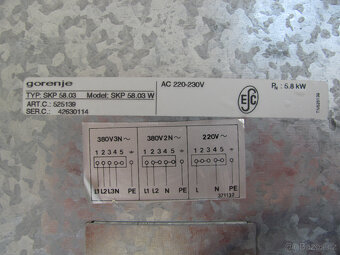 gorenje
TYP: SKP 58.03 Model: SKP 58.03 W
ART.C.: 525139
SER.C.: 42630114
AC 220-230V
5.8 kW
ESC
380V3N~ 380V2N~ 220V~
1 2 3 4 5 1 2 3 4 5 1 2 3 4 5
L1 L2 L3 N PE L1 L2 N PE L N PE
371137